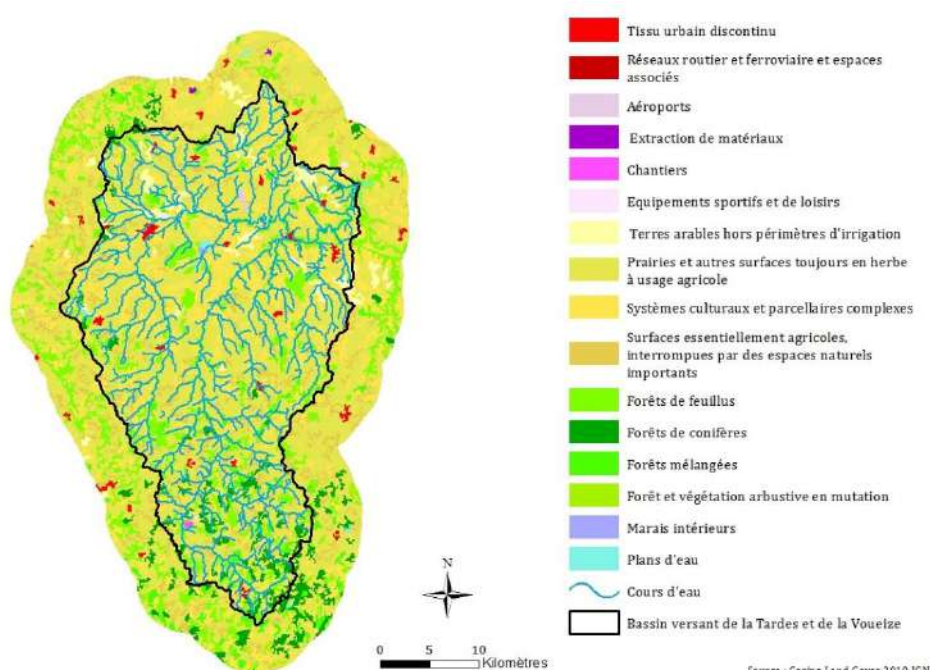 Tissu urbain discontinu
Réseaux routier et ferroviaire et espaces
associés
Aéroports
Extraction de matériaux
Chantiers
Equipements sportifs et de loisirs
Terres arables hors périmètres d'irrigation
Prairies et autres surfaces toujours en herbe
à usage agricole
Systèmes culturaux et parcellaires complexes
Surfaces essentiellement agricoles,
interrompues par des espaces naturels
importants
Forêts de feuillus
Forêts de conifères
Forêts mélangées
Forêt et végétation arbustive en mutation
Marais intérieurs
Plans d'eau
N
Cours d'eau
Bassin versant de la Tardes et de la Voueize
0 5 10
Kilomètres